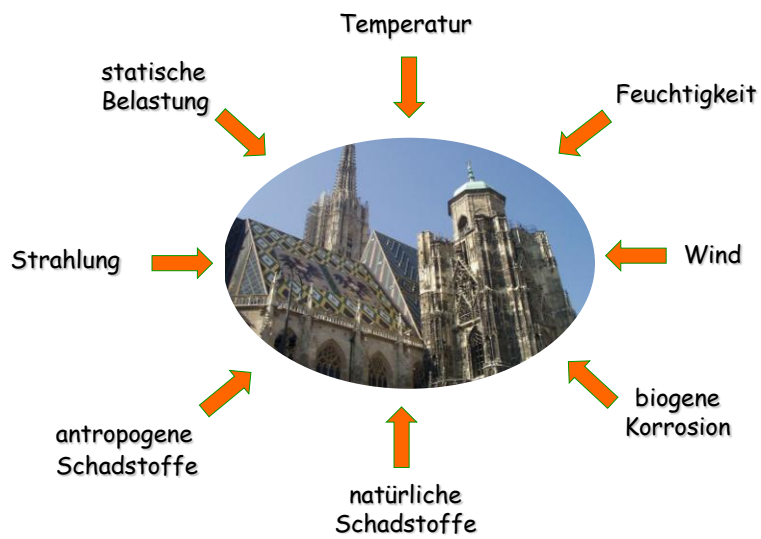 Temperatur
statische
Belastung
Feuchtigkeit
Strahlung
Wind
antropogene
Schadstoffe
biogene
Korrosion
natürliche
Schadstoffe